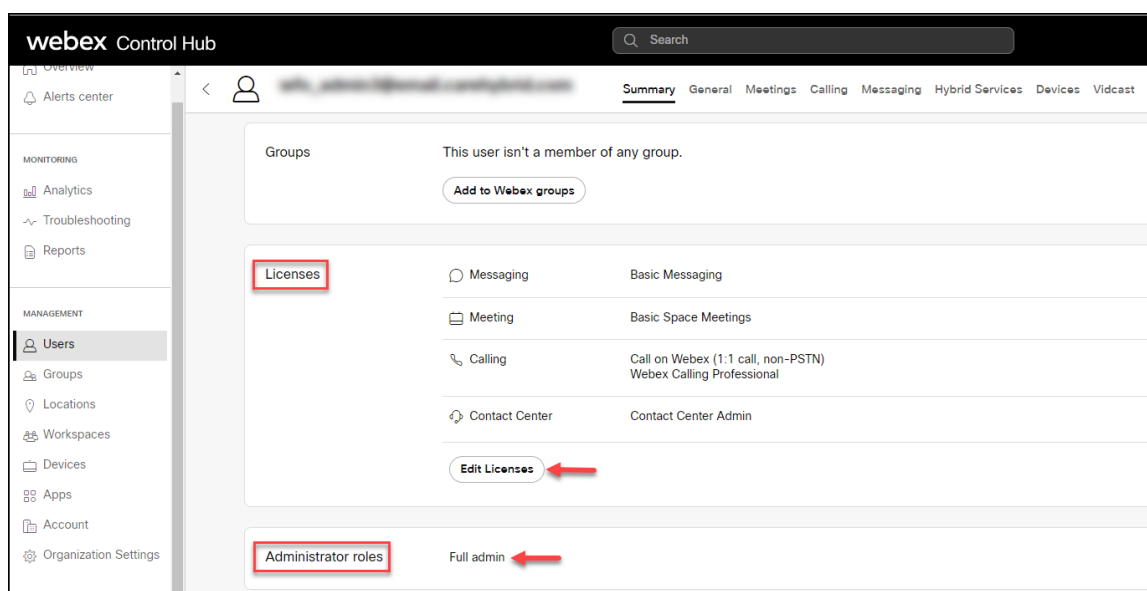 webex Control Hub
Search
Overview
Alerts center
MONITORING
Analytics
Troubleshooting
Reports
MANAGEMENT
Users
Groups
Locations
Workspaces
Devices
Apps
Account
Organization Settings
Summary General Meetings Calling Messaging Hybrid Services Devices Vidcast
Groups
This user isn't a member of any group.
Add to Webex groups
Licenses
Messaging Basic Messaging
Meeting Basic Space Meetings
Calling Call on Webex (1:1 call, non-PSTN)
Webex Calling Professional
Contact Center Contact Center Admin
Edit Licenses
Administrator roles Full admin